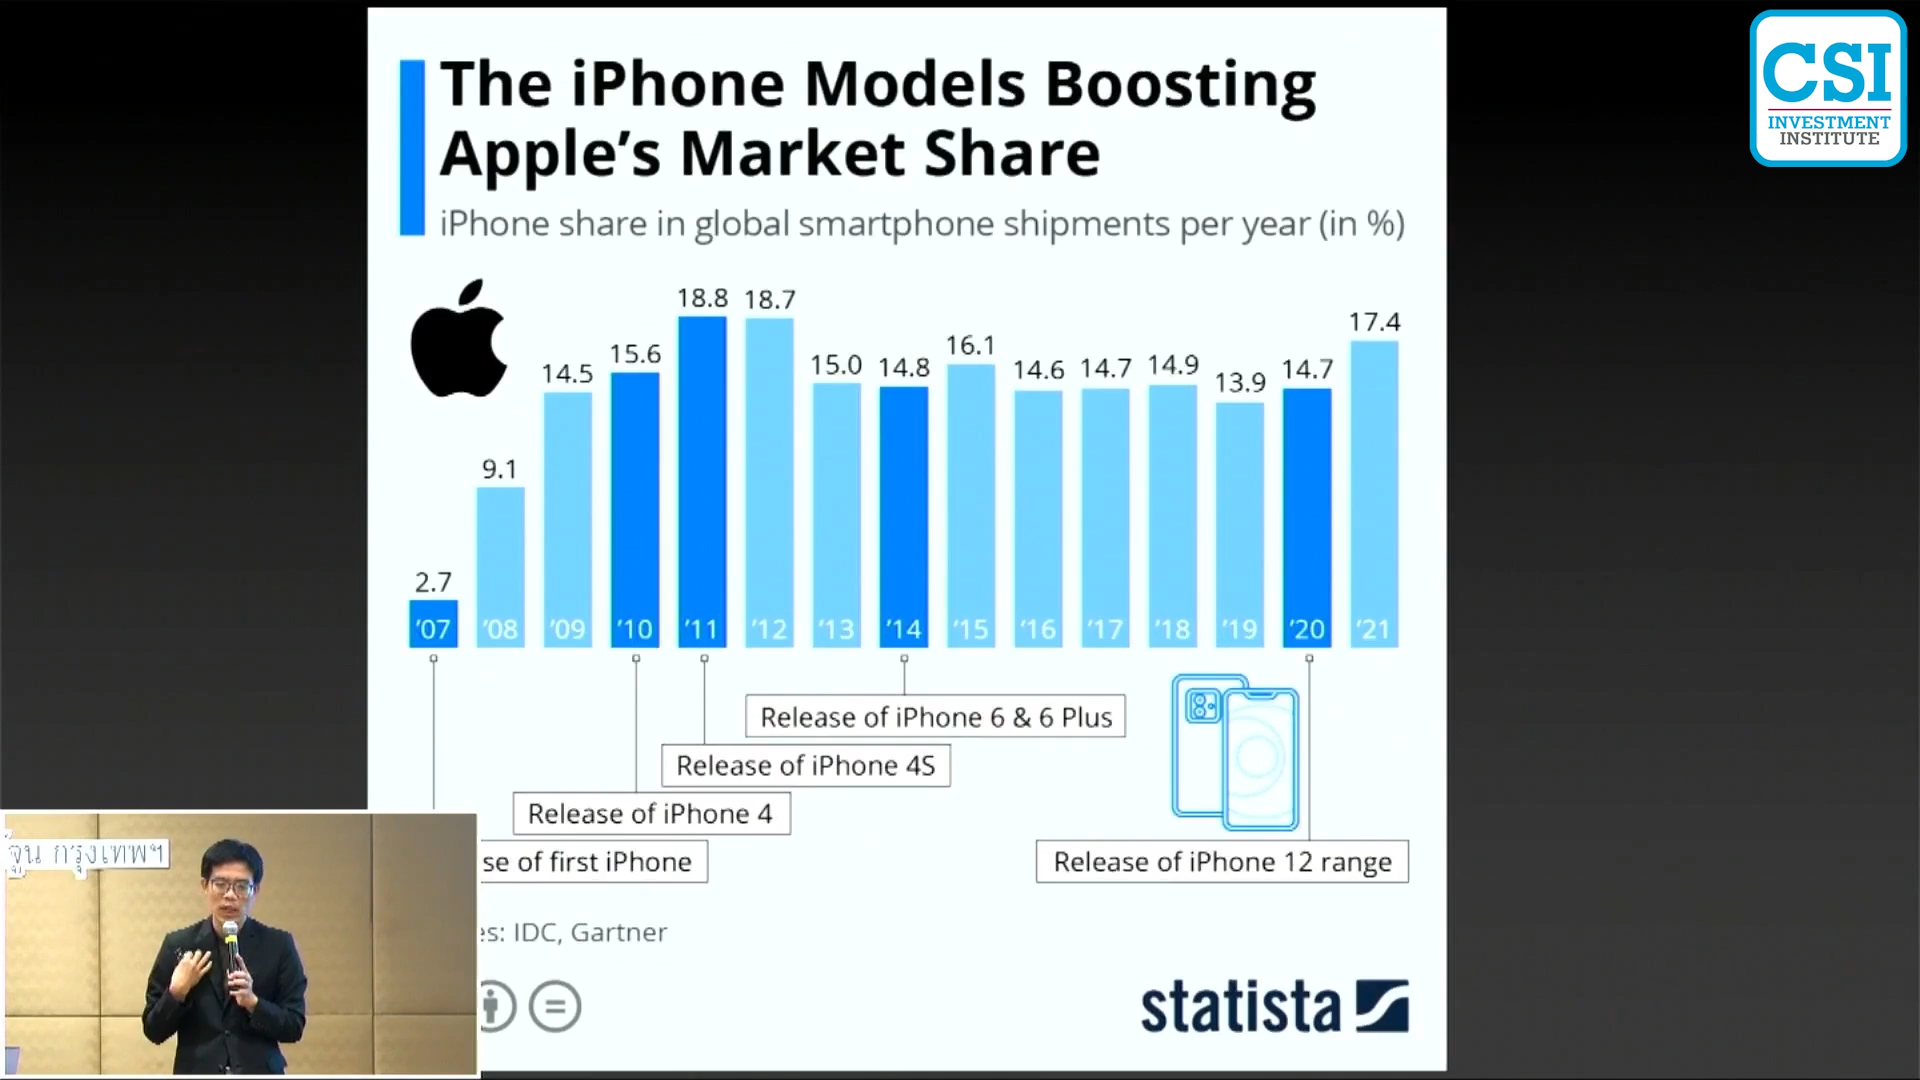 The iPhone Models Boosting
Apple’s Market Share
iPhone share in global smartphone shipments per year (in %)
CSI
INVESTMENT
INSTITUTE
2.7
9.1
14.5
15.6
18.8
18.7
15.0
14.8
16.1
14.6
14.7
14.9
13.9
14.7
17.4
’07
’08
’09
’10
’11
’12
’13
’14
’15
’16
’17
’18
’19
’20
’21
Release of iPhone 6 & 6 Plus
Release of iPhone 4S
Release of iPhone 4
of first iPhone
Release of iPhone 12 range
กรุงเทพฯ
IDC, Gartner
=
statista